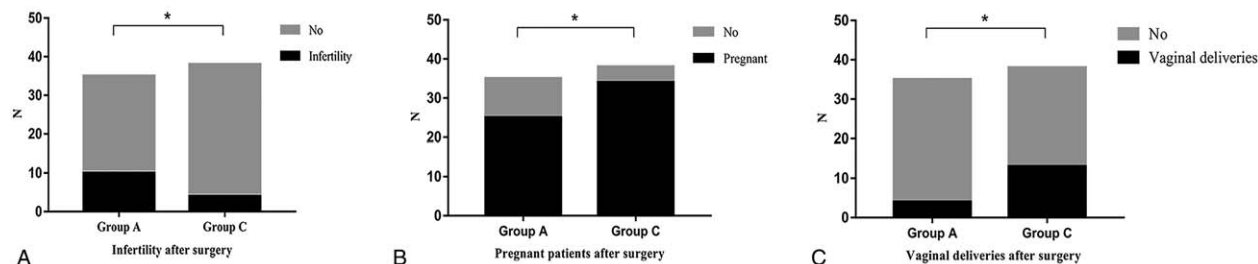 50
40
30
20
10
0
N
*
No
Infertility
Group A Group C
Infertility after surgery
A
50
40
30
20
10
0
N
*
No
Pregnant
Group A Group C
Pregnant patients after surgery
B
50
40
30
20
10
0
N
*
No
Vaginal deliveries
Group A Group C
Vaginal deliveries after surgery
C